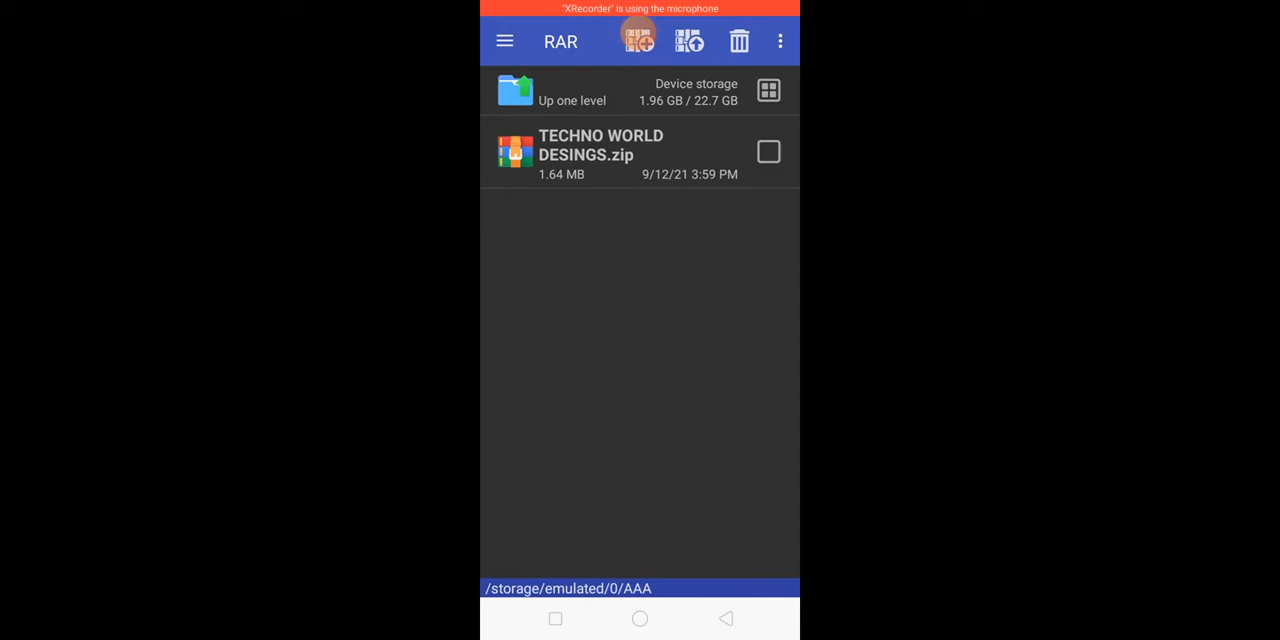 "XRecorder" is using the microphone
RAR
Device storage
Up one level 1.96 GB / 22.7 GB
TECHNO WORLD
DESINGS.zip
1.64 MB 9/12/21 3:59 PM
/storage/emulated/0/AAA